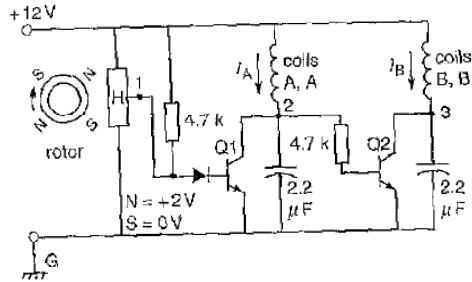 +12V
S
N
N
S
rotor
H
1
4.7 k
N = +2V
S = 0V
Q1
I_A
coils
A, A
2
2.2
µF
4.7 k
Q2
I_B
coils
B, B
3
2.2
µF
G